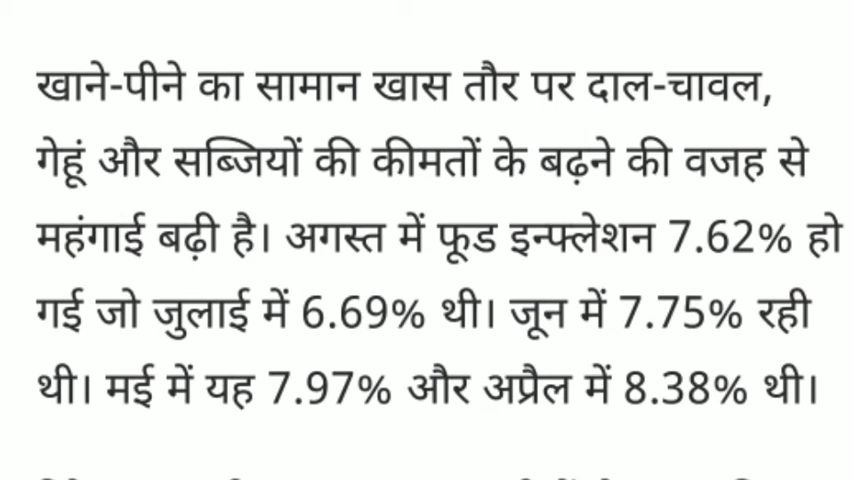 खाने-पीने का सामान खास तौर पर दाल-चावल,
गेहूं और सब्जियों की कीमतों के बढ़ने की वजह से
महंगाई बढ़ी है। अगस्त में फूड इन्फ्लेशन 7.62% हो
गई जो जुलाई में 6.69% थी। जून में 7.75% रही
थी। मई में यह 7.97% और अप्रैल में 8.38% थी।